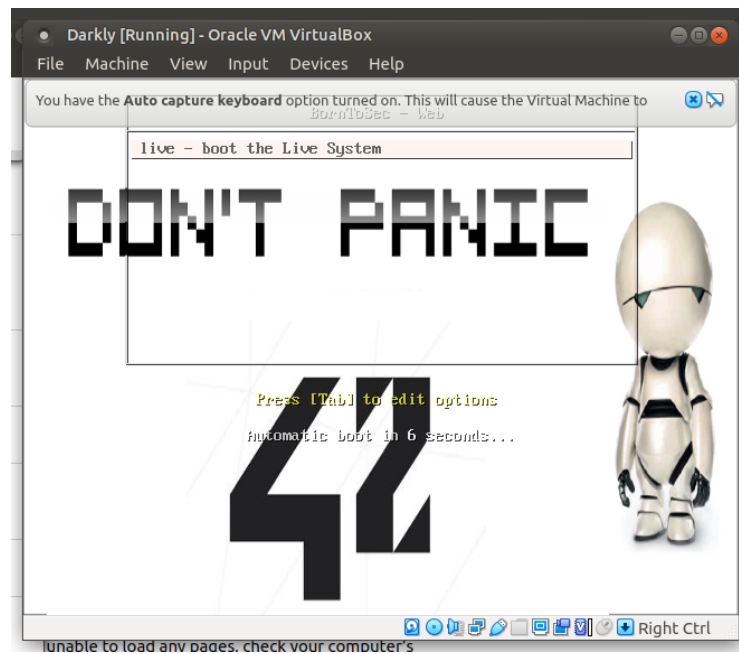 Darkly [Running] - Oracle VM VirtualBox
File Machine View Input Devices Help
You have the Auto capture keyboard option turned on. This will cause the Virtual Machine to
BornToSec - Web
live - boot the Live System
DON'T PANIC
Press [Tab] to edit options
Automatic boot in 6 seconds...
42
Right Ctrl
unable to load any pages, check your computer's